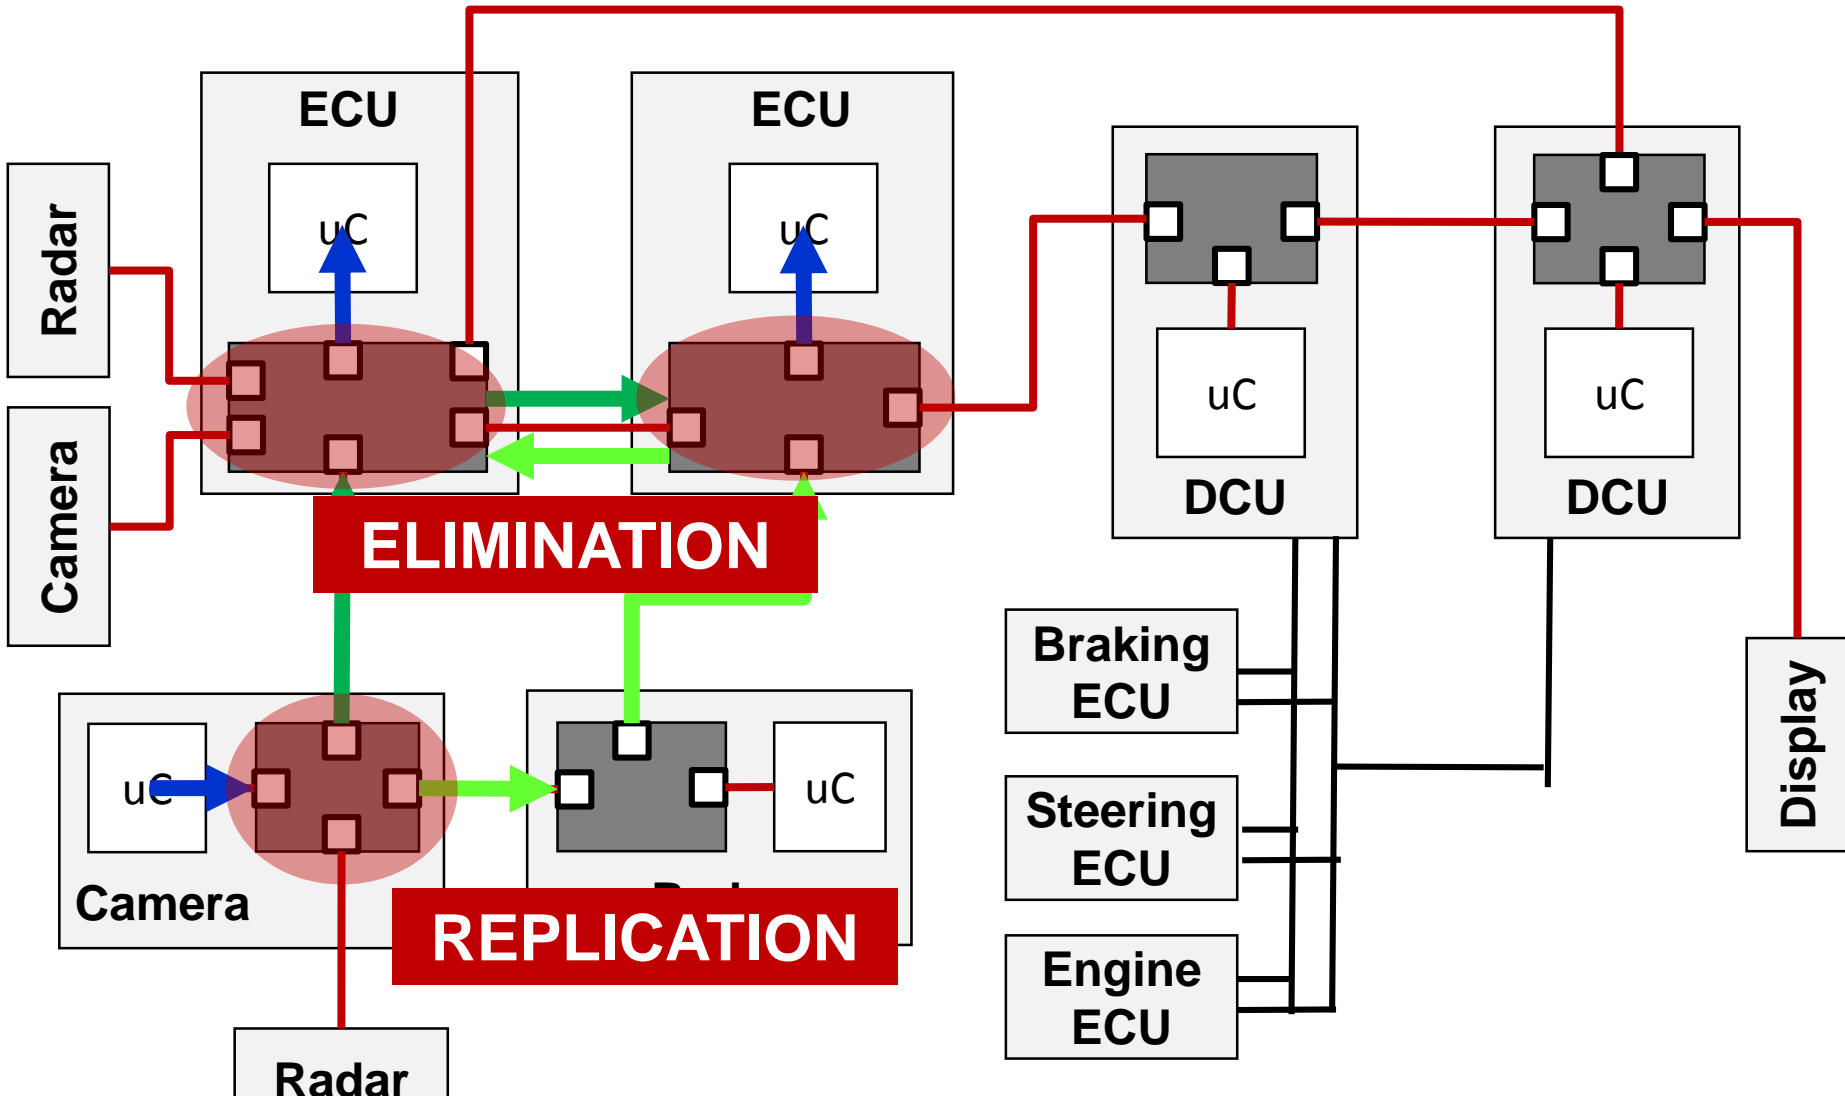 ECU
ECU
uC
uC
Radar
Camera
uC
uC
DCU
DCU
ELIMINATION
Braking
ECU
Steering
ECU
Engine
ECU
Display
uC
uC
Camera
REPLICATION
Radar